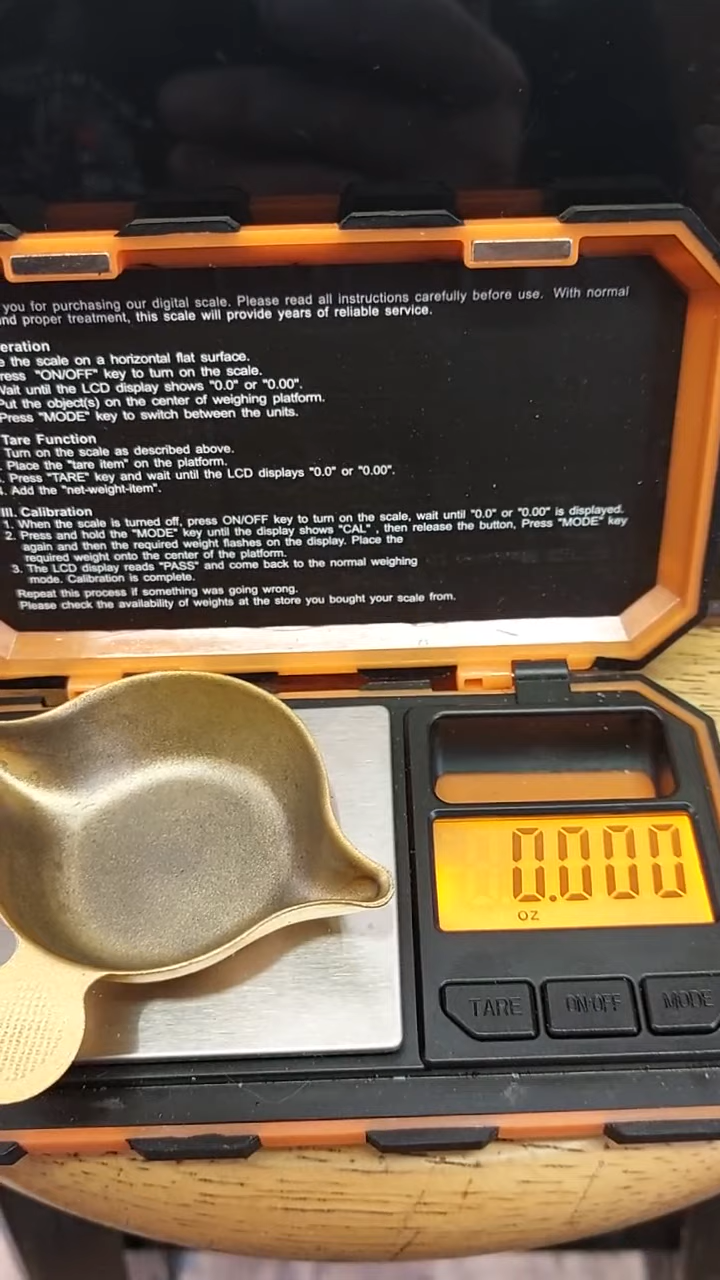 you for purchasing our digital scale. Please read all instructions carefully before use. With normal
nd proper treatment, this scale will provide years of reliable service.
eration
e the scale on a horizontal flat surface.
ress "ON/OFF" key to turn on the scale.
Wait until the LCD display shows "0.0" or "0.00".
Put the object(s) on the center of weighing platform.
Press "MODE" key to switch between the units.
Tare Function
Turn on the scale as described above.
. Place the "tare item" on the platform.
. Press "TARE" key and wait until the LCD displays "0.0" or "0.00".
4. Add the "net-weight-item".
III. Calibration
1. When the scale is turned off, press ON/OFF key to turn on the scale, wait until "0.0" or "0.00" is displayed.
2. Press and hold the "MODE" key until the display shows "CAL" , then release the button, Press "MODE" key
again and then the required weight flashes on the display. Place the
required weight onto the center of the platform.
3. The LCD display reads "PASS" and come back to the normal weighing
mode. Calibration is complete.
Repeat this process if something was going wrong.
Please check the availability of weights at the store you bought your scale from.
0.000
OZ
TARE
ON·OFF
MODE